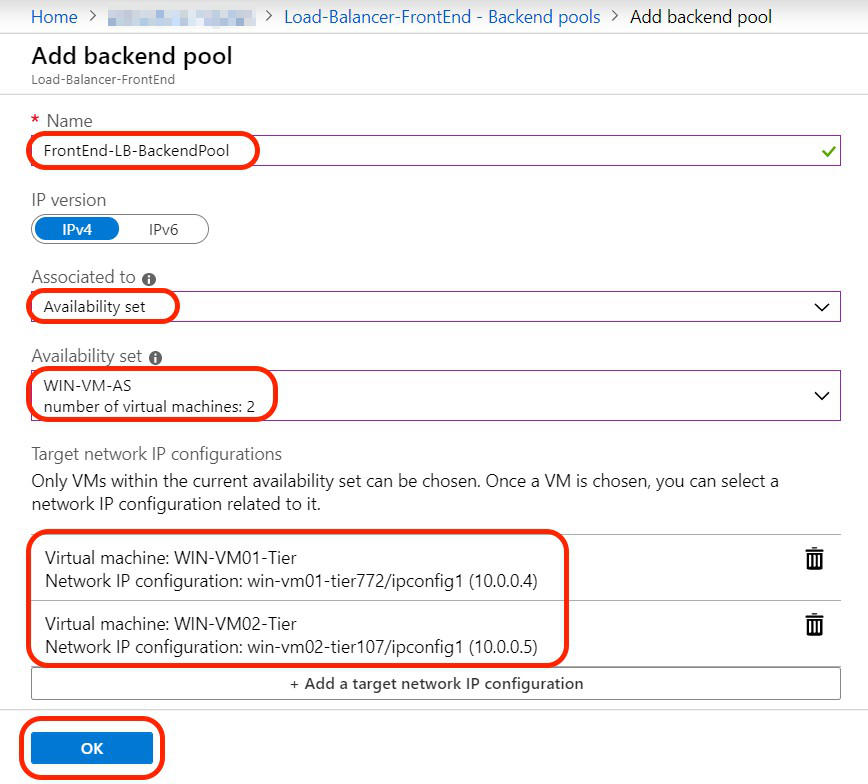 Home > > Load-Balancer-FrontEnd - Backend pools > Add backend pool
Add backend pool
Load-Balancer-FrontEnd
* Name
FrontEnd-LB-BackendPool
IP version
IPv4 IPv6
Associated to
Availability set
Availability set
WIN-VM-AS
number of virtual machines: 2
Target network IP configurations
Only VMs within the current availability set can be chosen. Once a VM is chosen, you can select a
network IP configuration related to it.
Virtual machine: WIN-VM01-Tier
Network IP configuration: win-vm01-tier772/ipconfig1 (10.0.0.4)
Virtual machine: WIN-VM02-Tier
Network IP configuration: win-vm02-tier107/ipconfig1 (10.0.0.5)
+ Add a target network IP configuration
OK